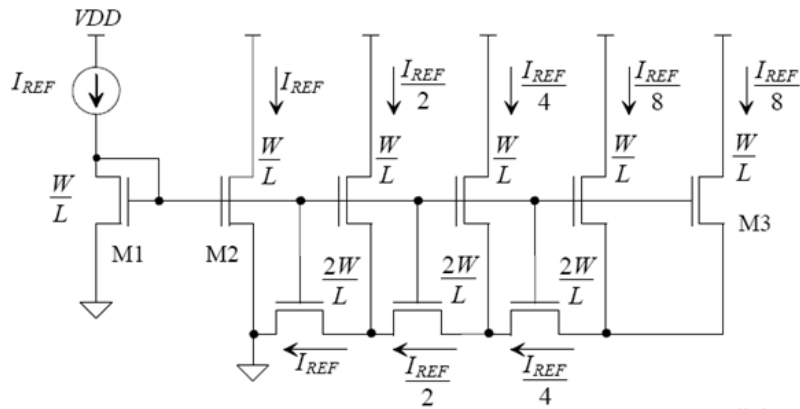 VDD
I_REF
I_REF
I_REF/2
I_REF/4
I_REF/8
I_REF/8
W/L
W/L
W/L
W/L
W/L
W/L
M1
M2
M3
2W/L
2W/L
2W/L
I_REF
I_REF/2
I_REF/4